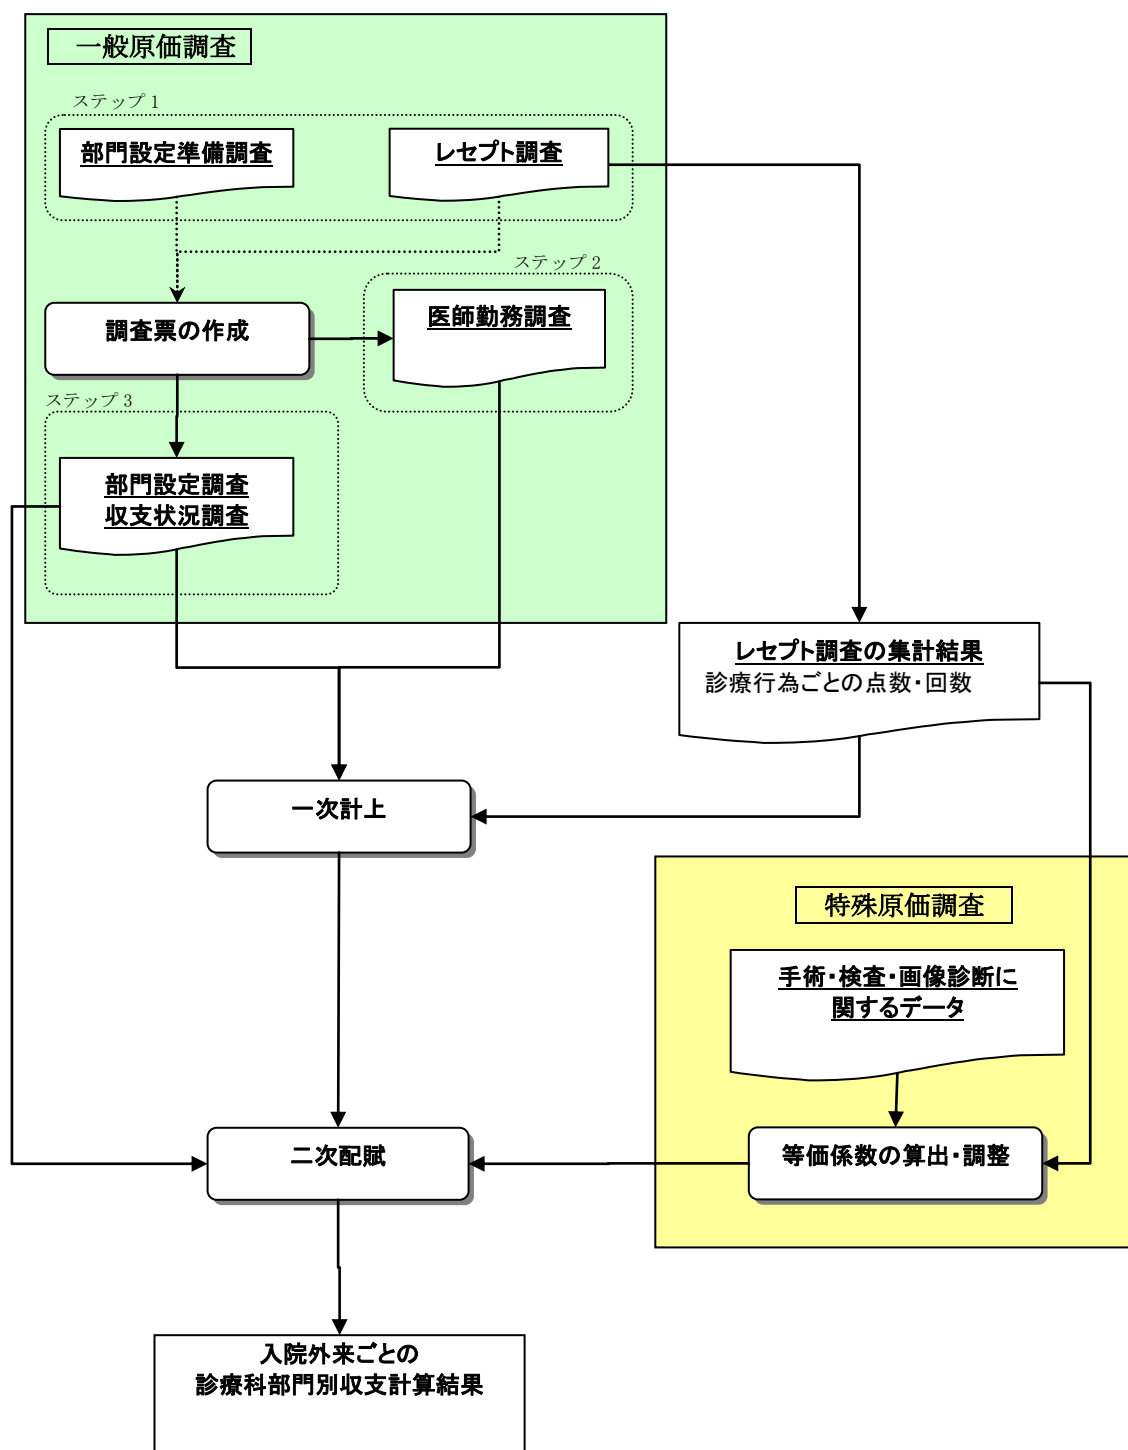 一般原価調査
ステップ 1
部門設定準備調査
レセプト調査
ステップ 2
調査票の作成
医師勤務調査
ステップ 3
部門設定調査
収支状況調査
レセプト調査の集計結果
診療行為ごとの点数・回数
一次計上
特殊原価調査
手術・検査・画像診断に
関するデータ
二次配賦
等価係数の算出・調整
入院外来ごとの
診療科部門別収支計算結果